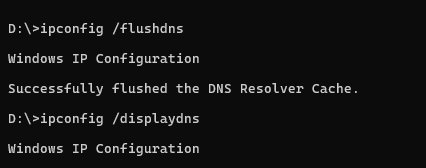 D:\>ipconfig /flushdns
Windows IP Configuration
Successfully flushed the DNS Resolver Cache.
D:\>ipconfig /displaydns
Windows IP Configuration